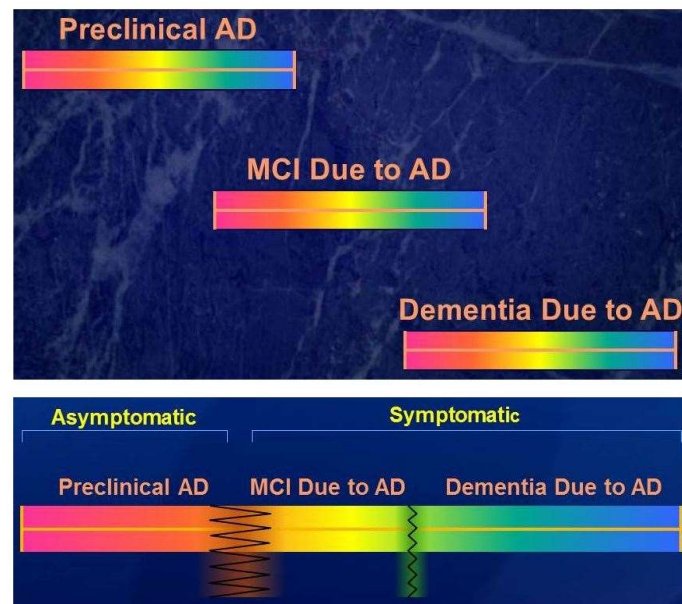 Preclinical AD
MCI Due to AD
Dementia Due to AD
Asymptomatic
Symptomatic
Preclinical AD
MCI Due to AD
Dementia Due to AD